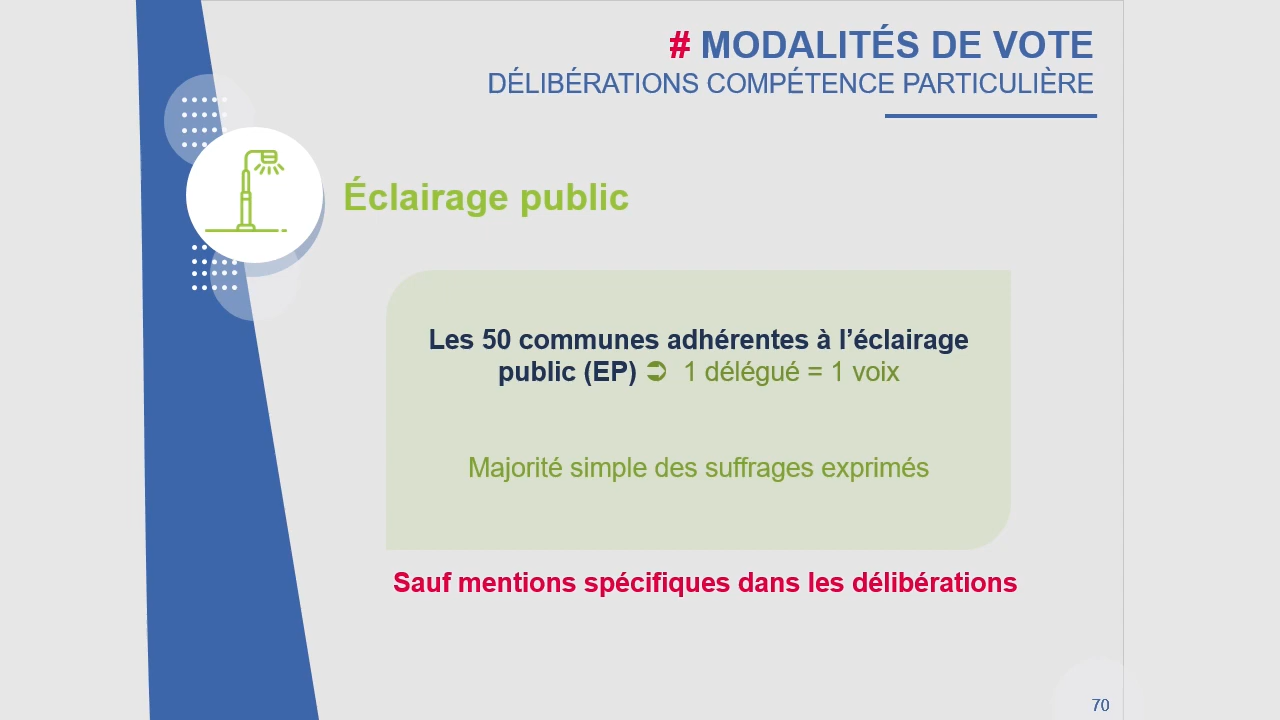 # MODALITÉS DE VOTE
DÉLIBÉRATIONS COMPÉTENCE PARTICULIÈRE
Éclairage public
Les 50 communes adhérentes à l’éclairage
public (EP) ➲ 1 délégué = 1 voix
Majorité simple des suffrages exprimés
Sauf mentions spécifiques dans les délibérations
70